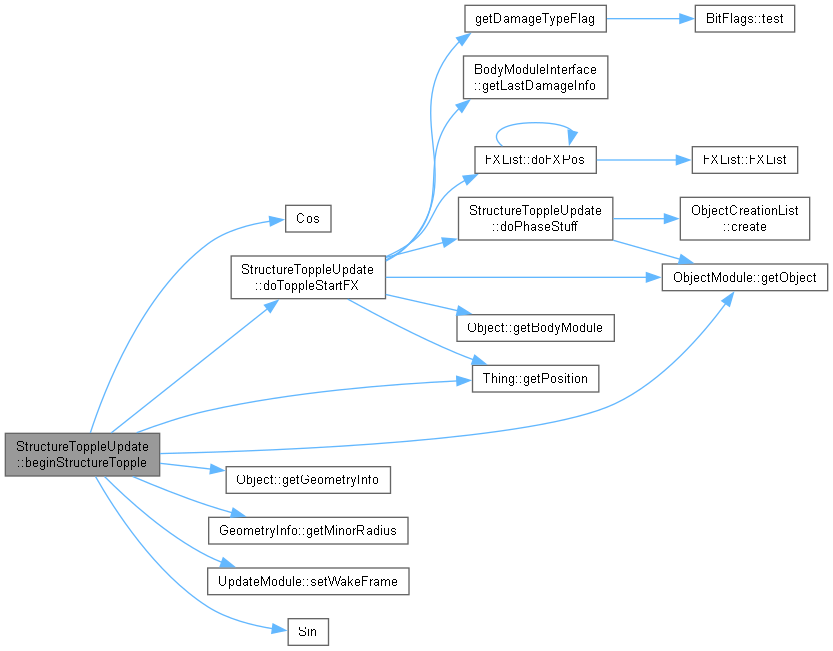 getDamageTypeFlag
BitFlags::test
BodyModuleInterface
::getLastDamageInfo
FXList::doFXPos
FXList::FXList
StructureToppleUpdate
::doPhaseStuff
ObjectCreationList
::create
Cos
StructureToppleUpdate
::doToppleStartFX
ObjectModule::getObject
Object::getBodyModule
Thing::getPosition
StructureToppleUpdate
::beginStructureTopple
Object::getGeometryInfo
GeometryInfo::getMinorRadius
UpdateModule::setWakeFrame
Sin